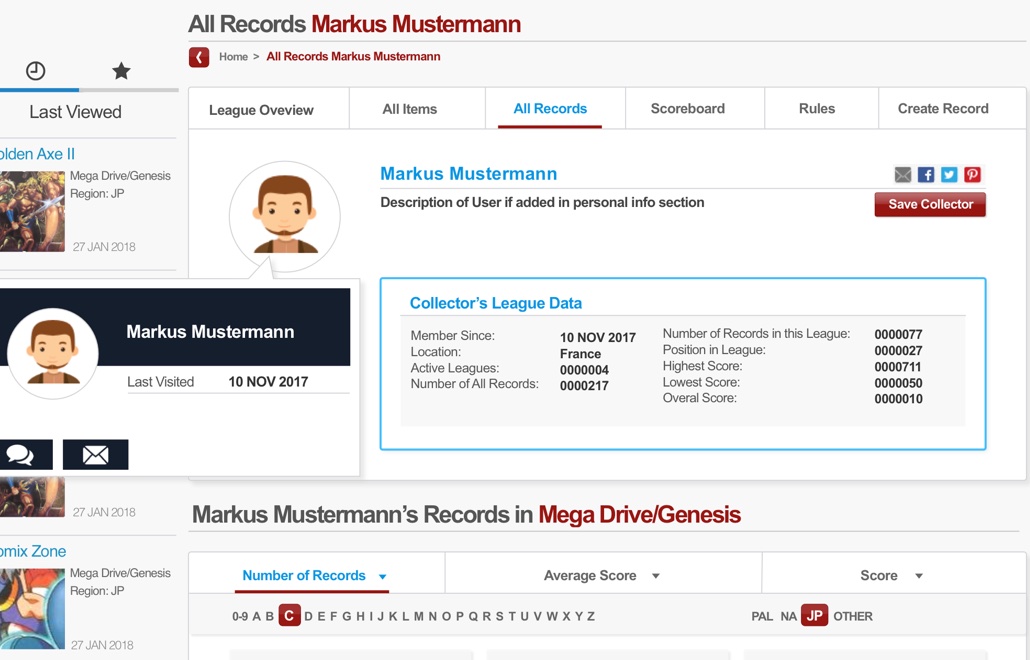 All Records Markus Mustermann
Home > All Records Markus Mustermann
Last Viewed
League Oveview
All Items
All Records
Scoreboard
Rules
Create Record
olden Axe II
Mega Drive/Genesis
Region: JP
27 JAN 2018
Markus Mustermann
Description of User if added in personal info section
Save Collector
Markus Mustermann
Last Visited 10 NOV 2017
Collector's League Data
Member Since: 10 NOV 2017
Location: France
Active Leagues: 0000004
Number of All Records: 0000217
Number of Records in this League: 0000077
Position in League: 0000027
Highest Score: 0000711
Lowest Score: 0000050
Overal Score: 0000010
27 JAN 2018
omix Zone
Mega Drive/Genesis
Region: JP
27 JAN 2018
Markus Mustermann's Records in Mega Drive/Genesis
Number of Records
Average Score
Score
0-9 A B C D E F G H I J K L M N O P Q R S T U V W X Y Z
PAL NA JP OTHER